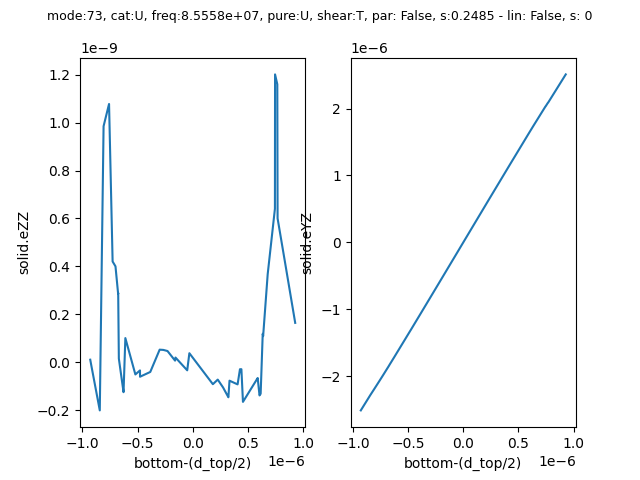 mode:73, cat:U, freq:8.5558e+07, pure:U, shear:T, par: False, s:0.2485 - lin: False, s: 0
1e−9
1.2
1.0
0.8
0.6
0.4
0.2
0.0
−0.2
solid.eZZ
−1.0
−0.5
0.0
0.5
1.0
bottom-(d_top/2)
1e−6
1e−6
2
1
0
−1
−2
solid.eYZ
−1.0
−0.5
0.0
0.5
1.0
bottom-(d_top/2)
1e−6